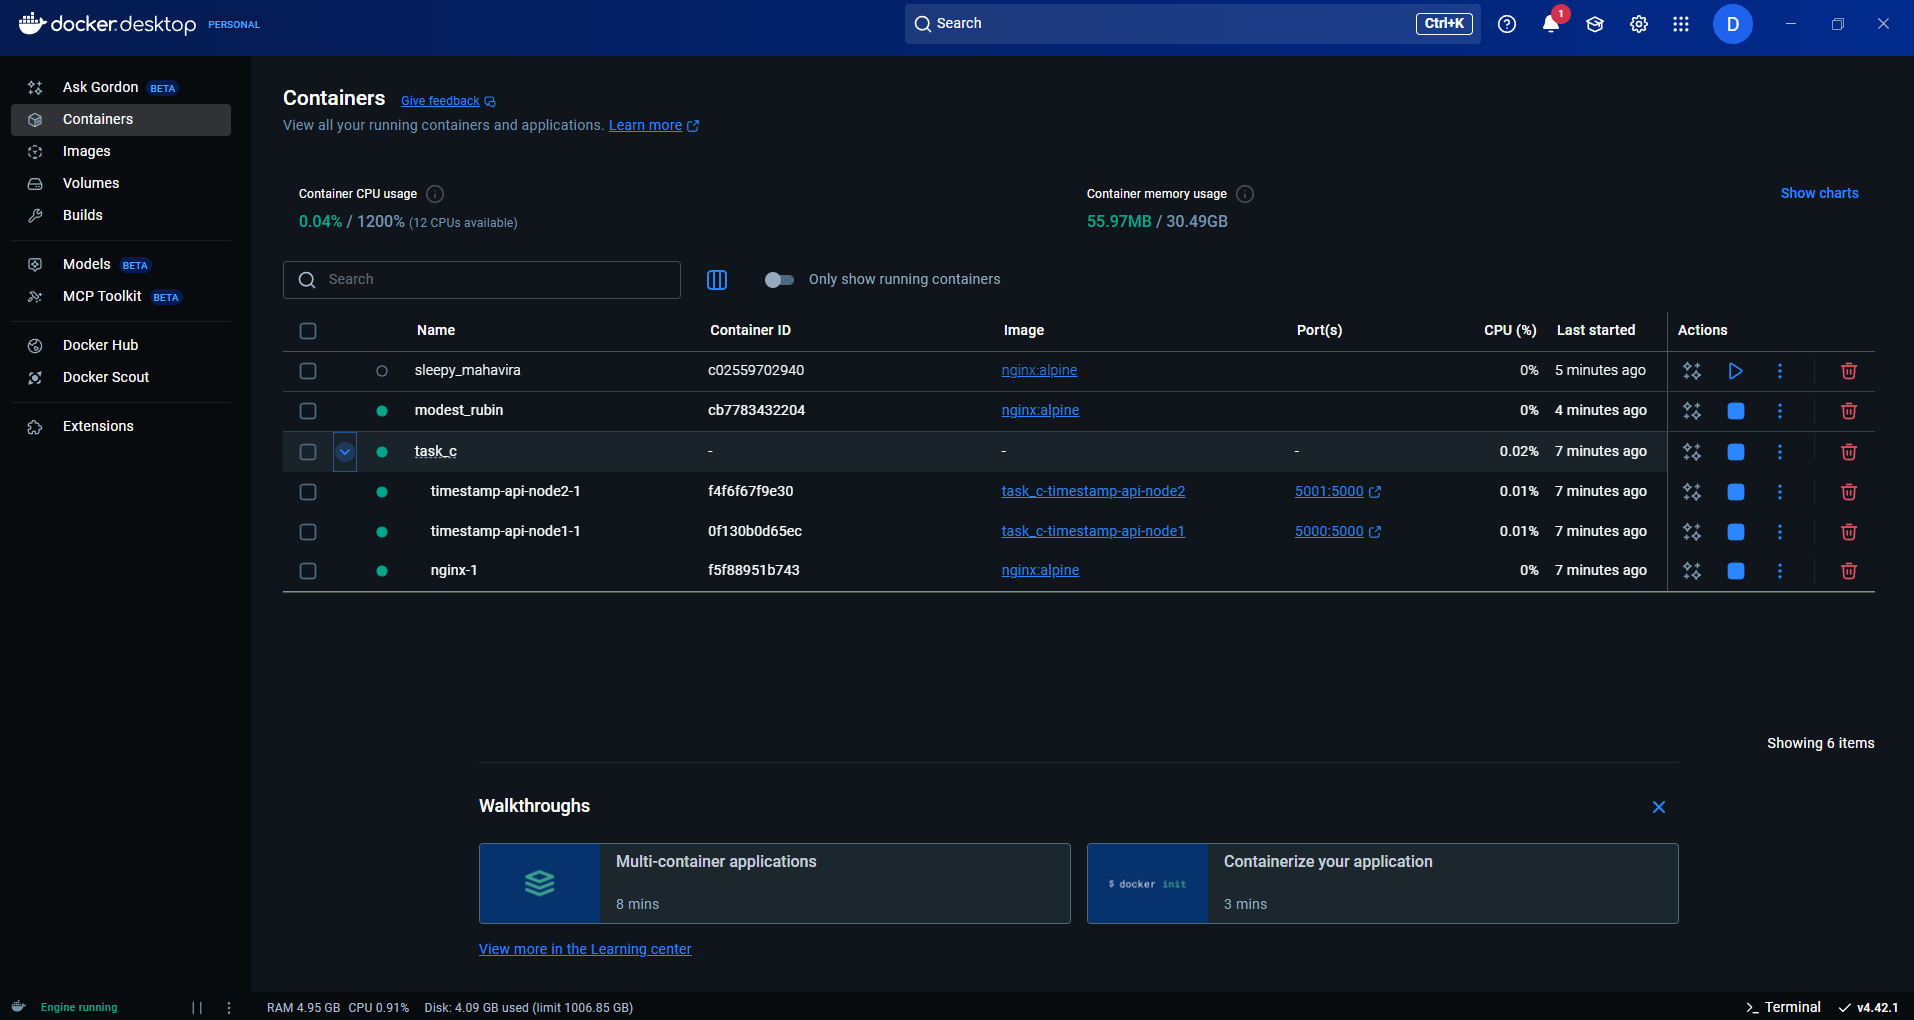 docker.desktop PERSONAL
Search Ctrl+K
1
D
Ask Gordon BETA
Containers
Images
Volumes
Builds
Models BETA
MCP Toolkit BETA
Docker Hub
Docker Scout
Extensions
Containers Give feedback
View all your running containers and applications. Learn more
Container CPU usage
0.04% / 1200% (12 CPUs available)
Container memory usage
55.97MB / 30.49GB
Show charts
Search
Only show running containers
Name Container ID Image Port(s) CPU (%) Last started Actions
sleepy_mahavira c02559702940 nginx:alpine 0% 5 minutes ago
modest_rubin cb7783432204 nginx:alpine 0% 4 minutes ago
task_c - - - 0.02% 7 minutes ago
timestamp-api-node2-1 f4f6f67f9e30 task_c-timestamp-api-node2 5001:5000 0.01% 7 minutes ago
timestamp-api-node1-1 0f130b0d65ec task_c-timestamp-api-node1 5000:5000 0.01% 7 minutes ago
nginx-1 f5f88951b743 nginx:alpine 0% 7 minutes ago
Showing 6 items
Walkthroughs
Multi-container applications
8 mins
$ docker init
Containerize your application
3 mins
View more in the Learning center
Engine running
RAM 4.95 GB CPU 0.91% Disk: 4.09 GB used (limit 1006.85 GB)
>_ Terminal
v4.42.1